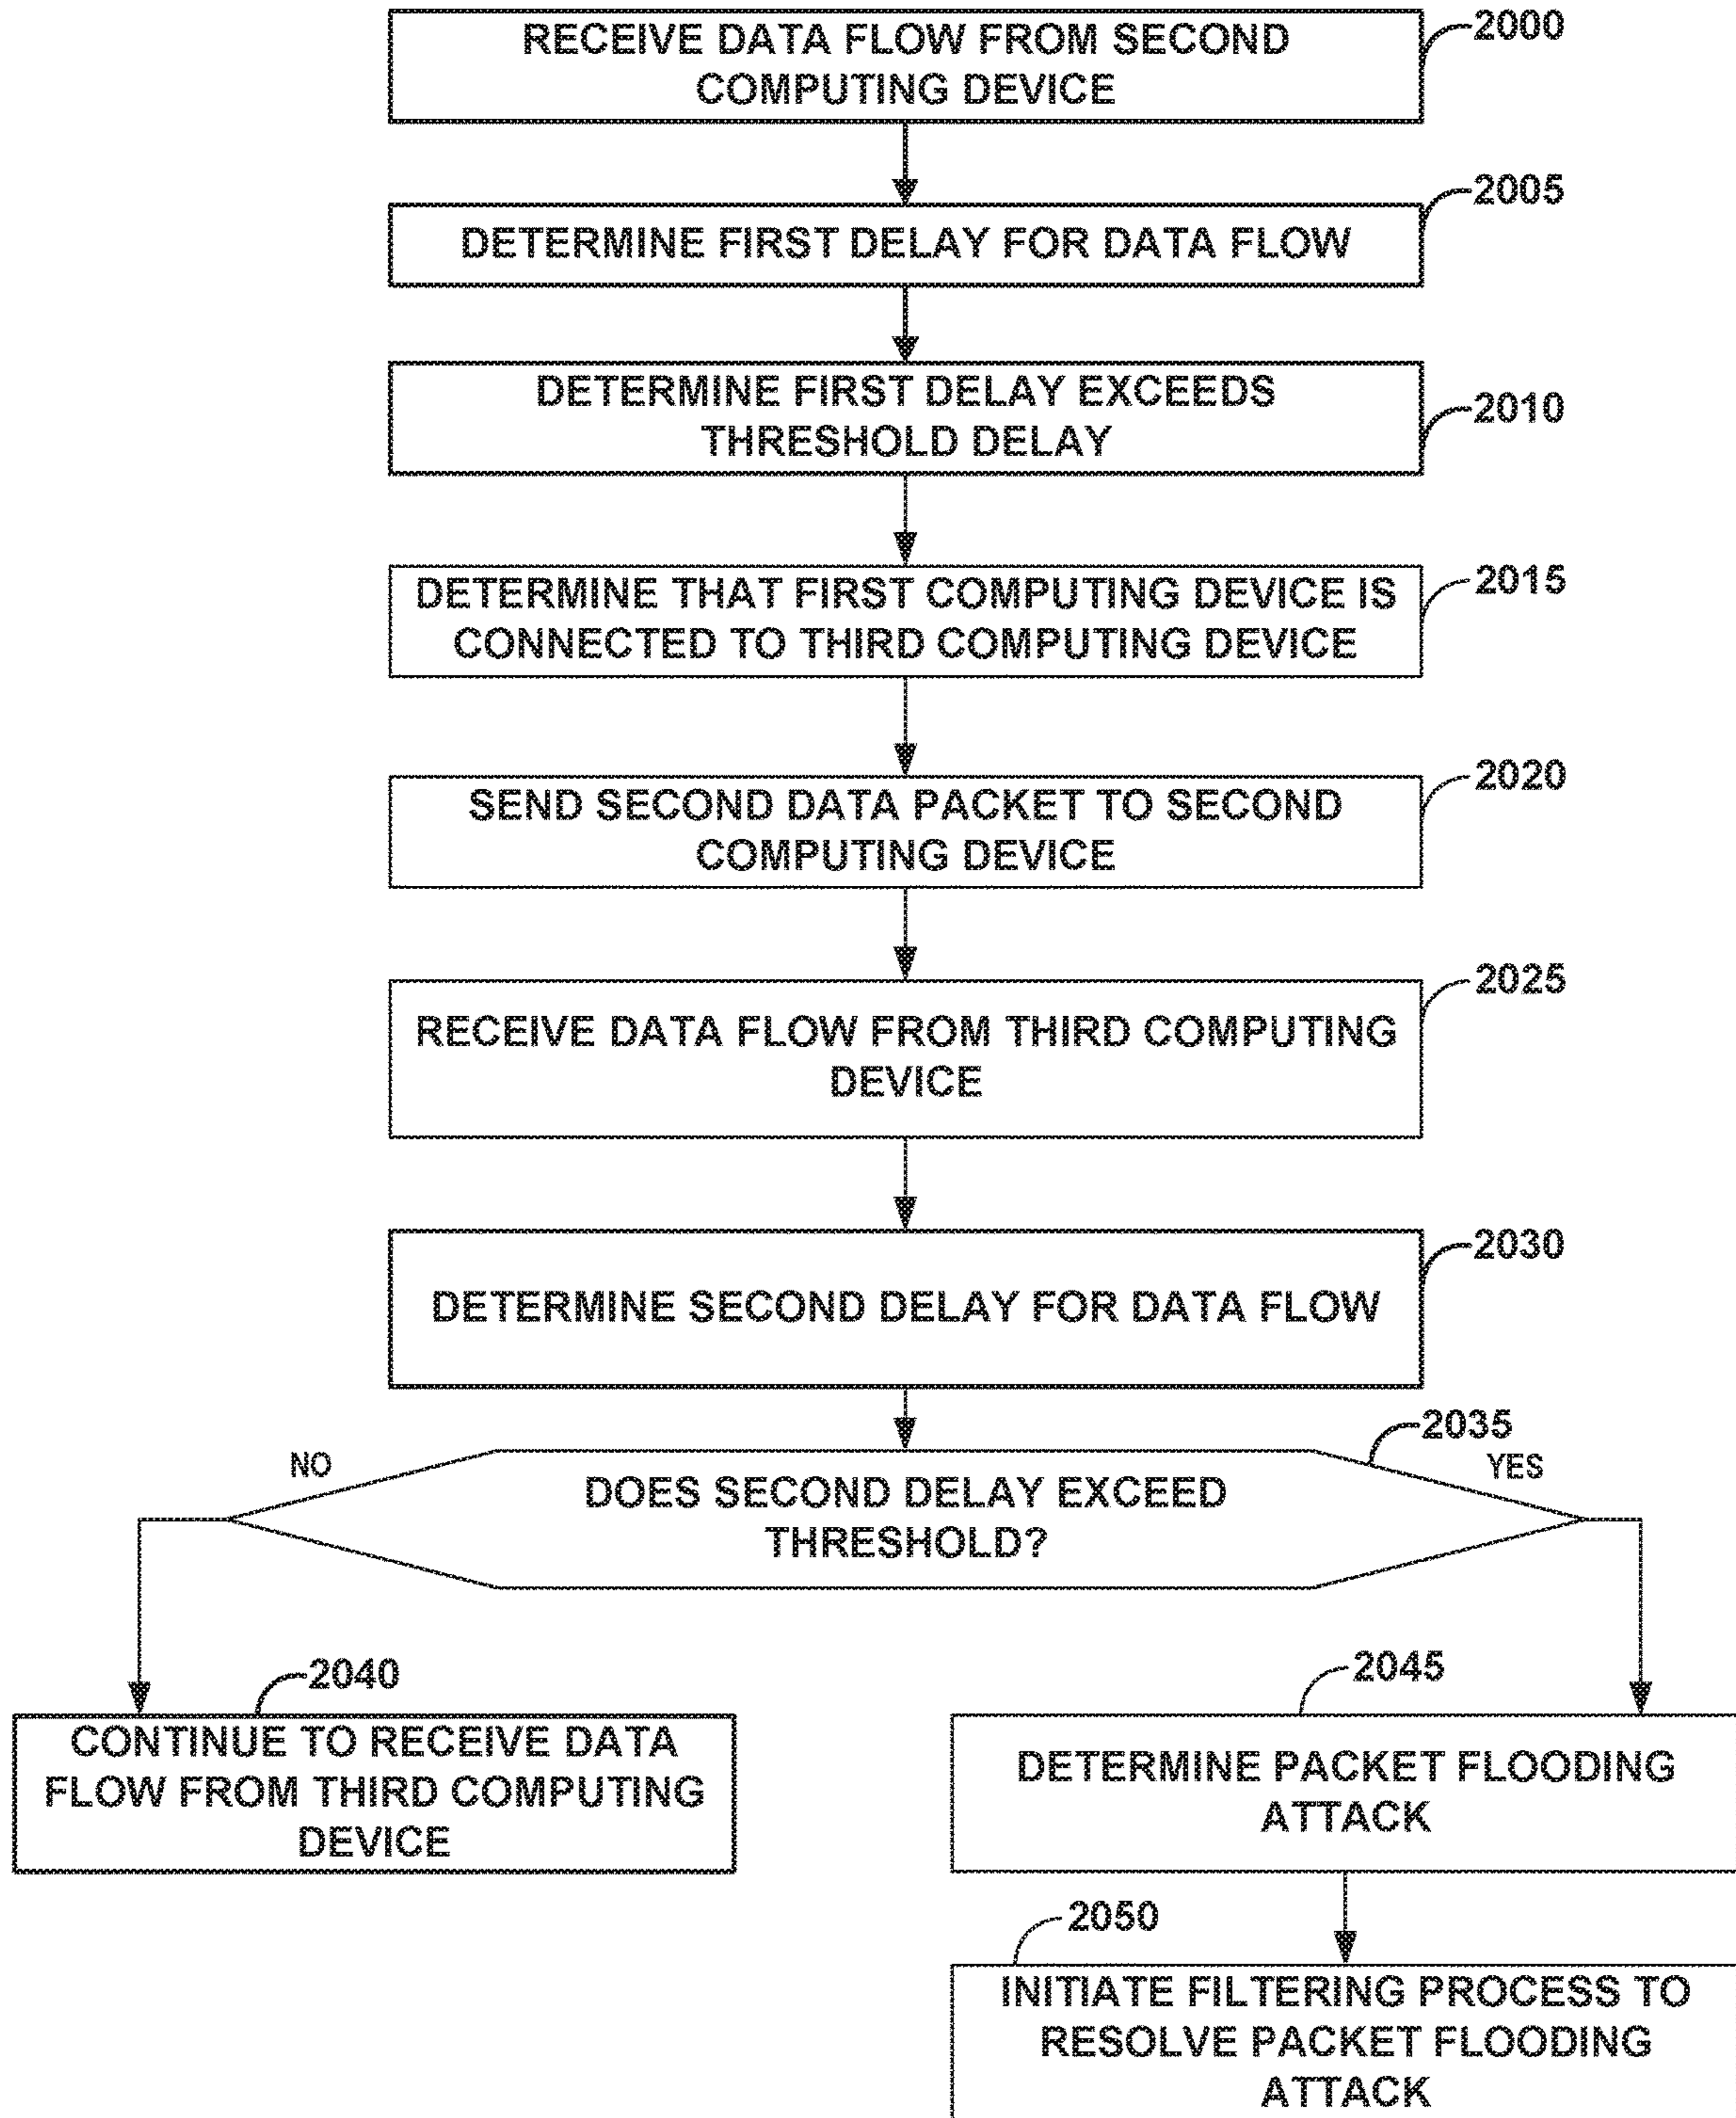 RECEIVE DATA FLOW FROM SECOND
COMPUTING DEVICE
2000
2005
DETERMINE FIRST DELAY FOR DATA FLOW
DETERMINE FIRST DELAY EXCEEDS
THRESHOLD DELAY
2010
DETERMINE THAT FIRST COMPUTING DEVICE IS
CONNECTED TO THIRD COMPUTING DEVICE
2015
SEND SECOND DATA PACKET TO SECOND
COMPUTING DEVICE
2020
2025
RECEIVE DATA FLOW FROM THIRD COMPUTING
DEVICE
2030
DETERMINE SECOND DELAY FOR DATA FLOW
2035
NO
YES
DOES SECOND DELAY EXCEED
THRESHOLD?
2040
CONTINUE TO RECEIVE DATA
FLOW FROM THIRD COMPUTING
DEVICE
2045
DETERMINE PACKET FLOODING
ATTACK
2050
INITIATE FILTERING PROCESS TO
RESOLVE PACKET FLOODING
ATTACK